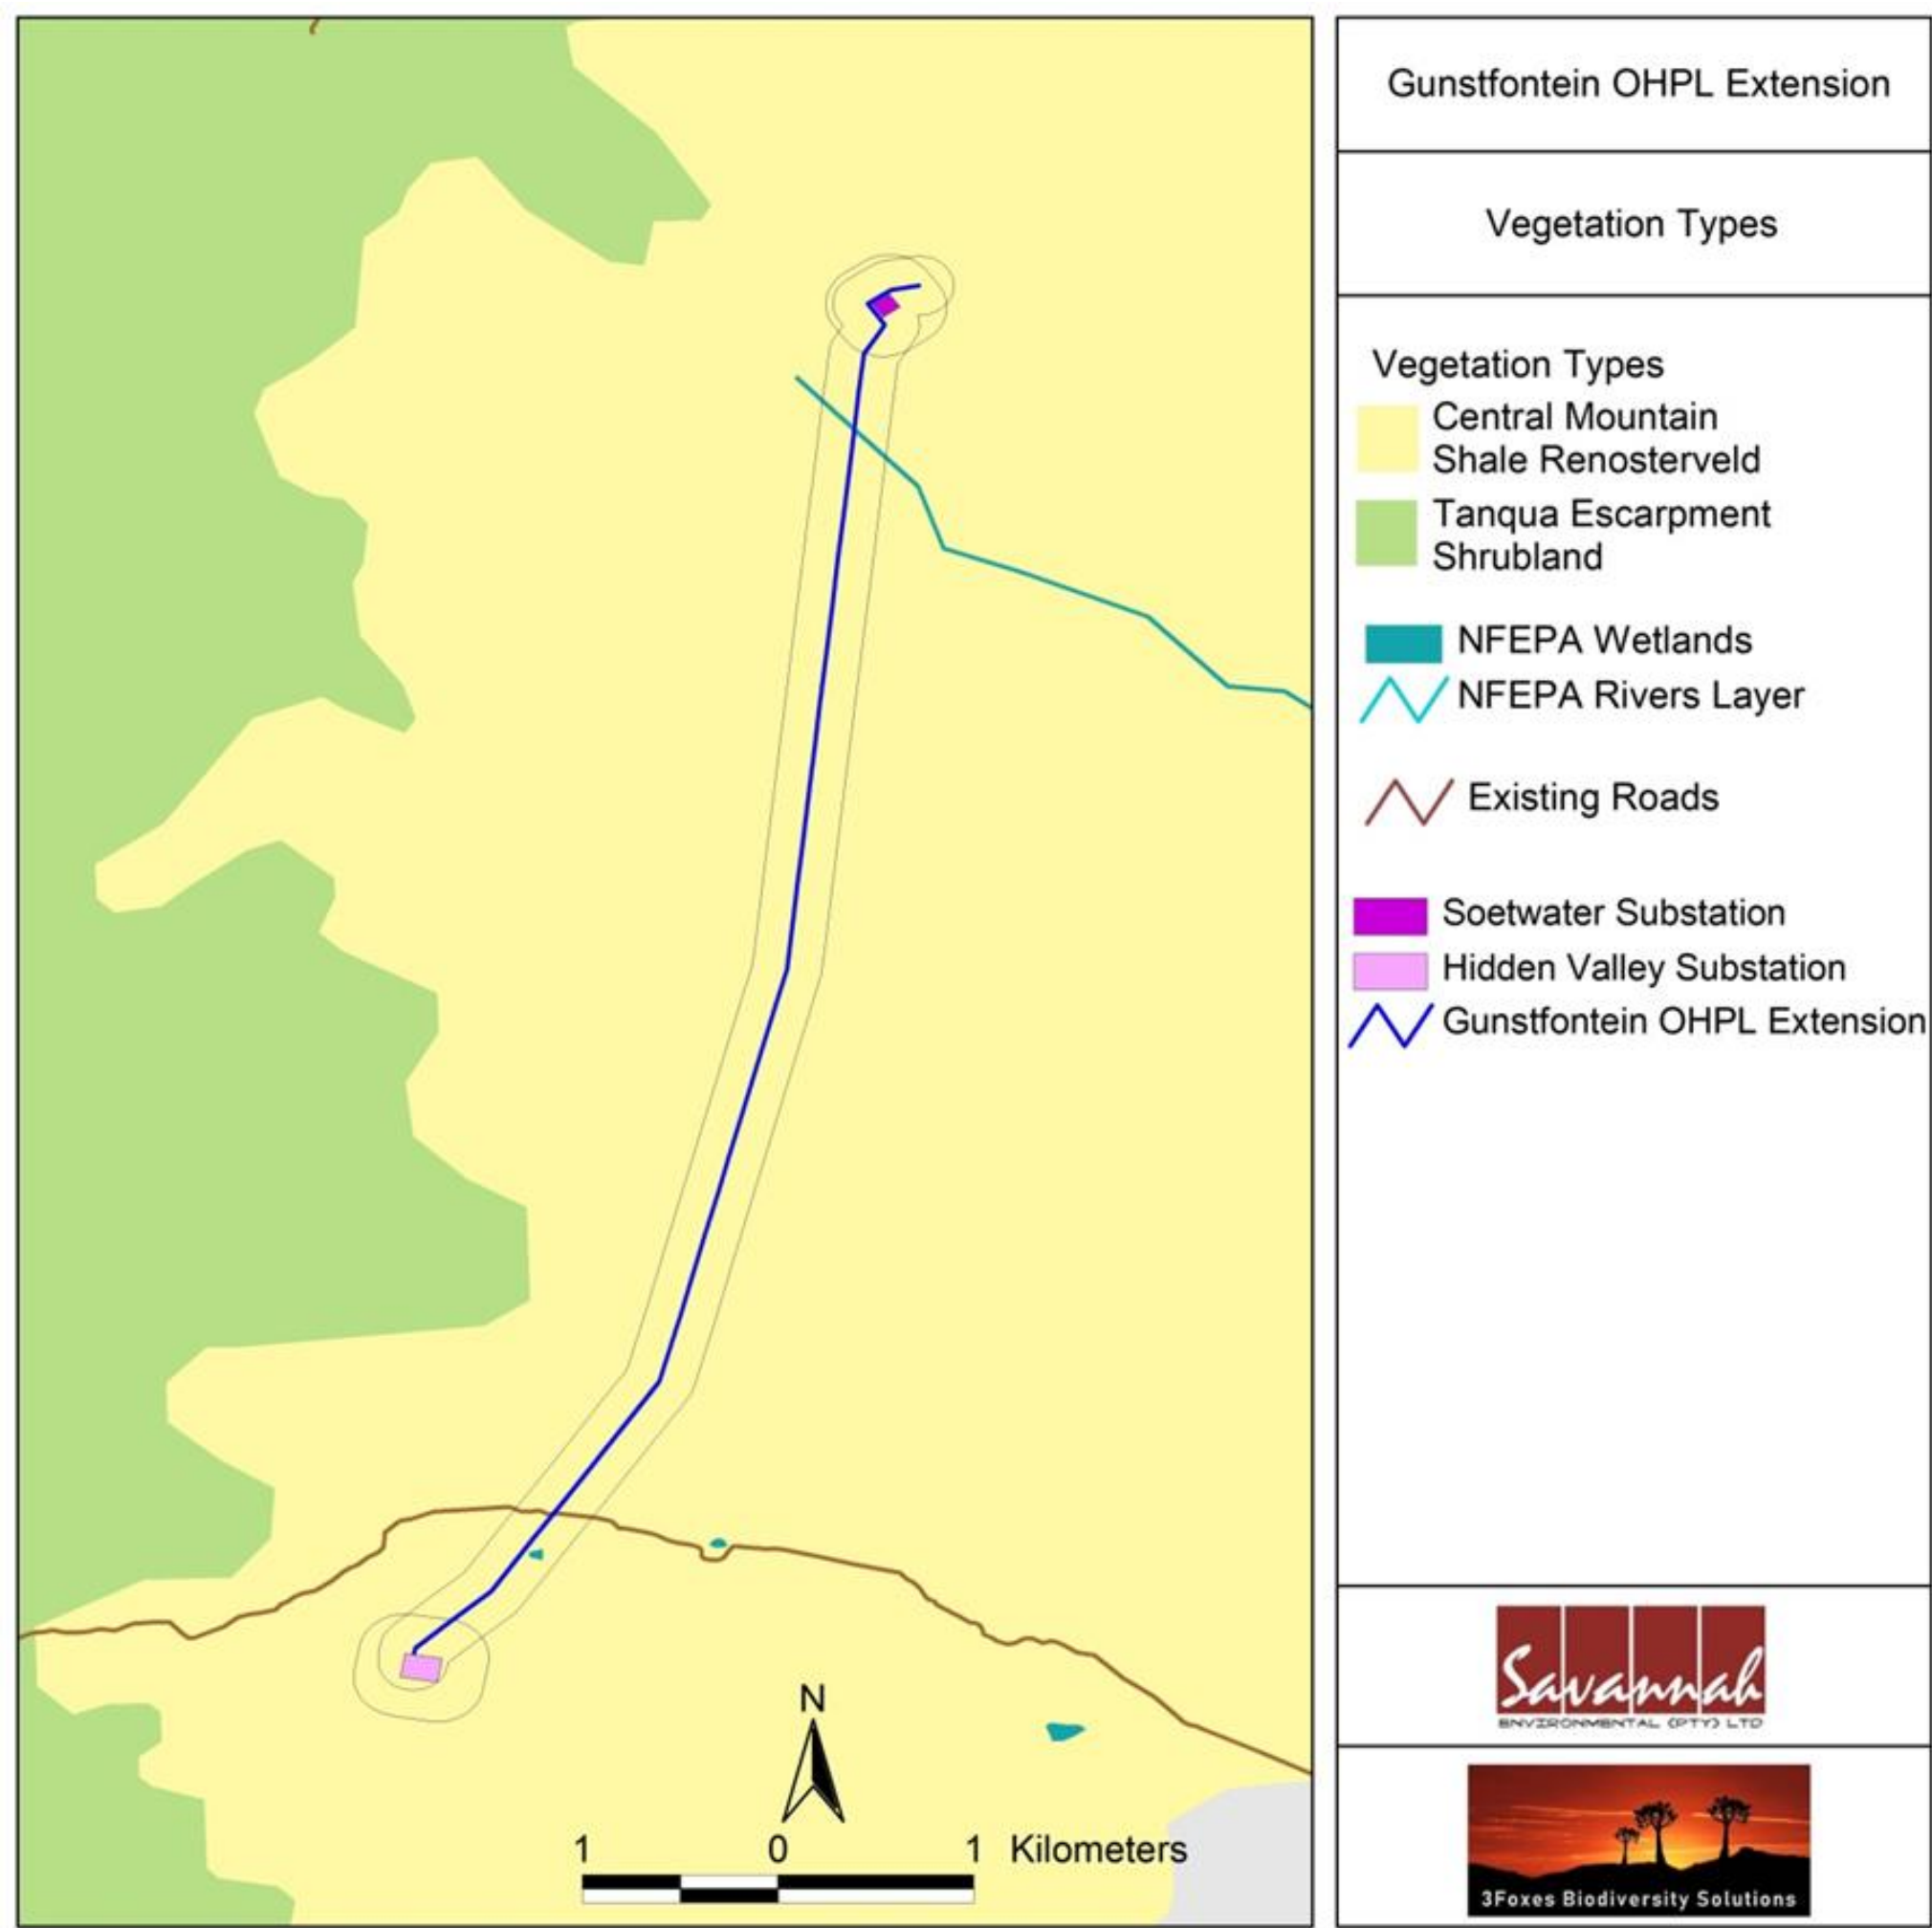 Gunstfontein OHPL Extension
Vegetation Types
Vegetation Types
Central Mountain
Shale Renosterveld
Tanqua Escarpment
Shrubland
NFEPA Wetlands
NFEPA Rivers Layer
Existing Roads
Soetwater Substation
Hidden Valley Substation
Gunstfontein OHPL Extension
N
1 0 1 Kilometers
Savannah
ENVIRONMENTAL (PTY) LTD
3Foxes Biodiversity Solutions